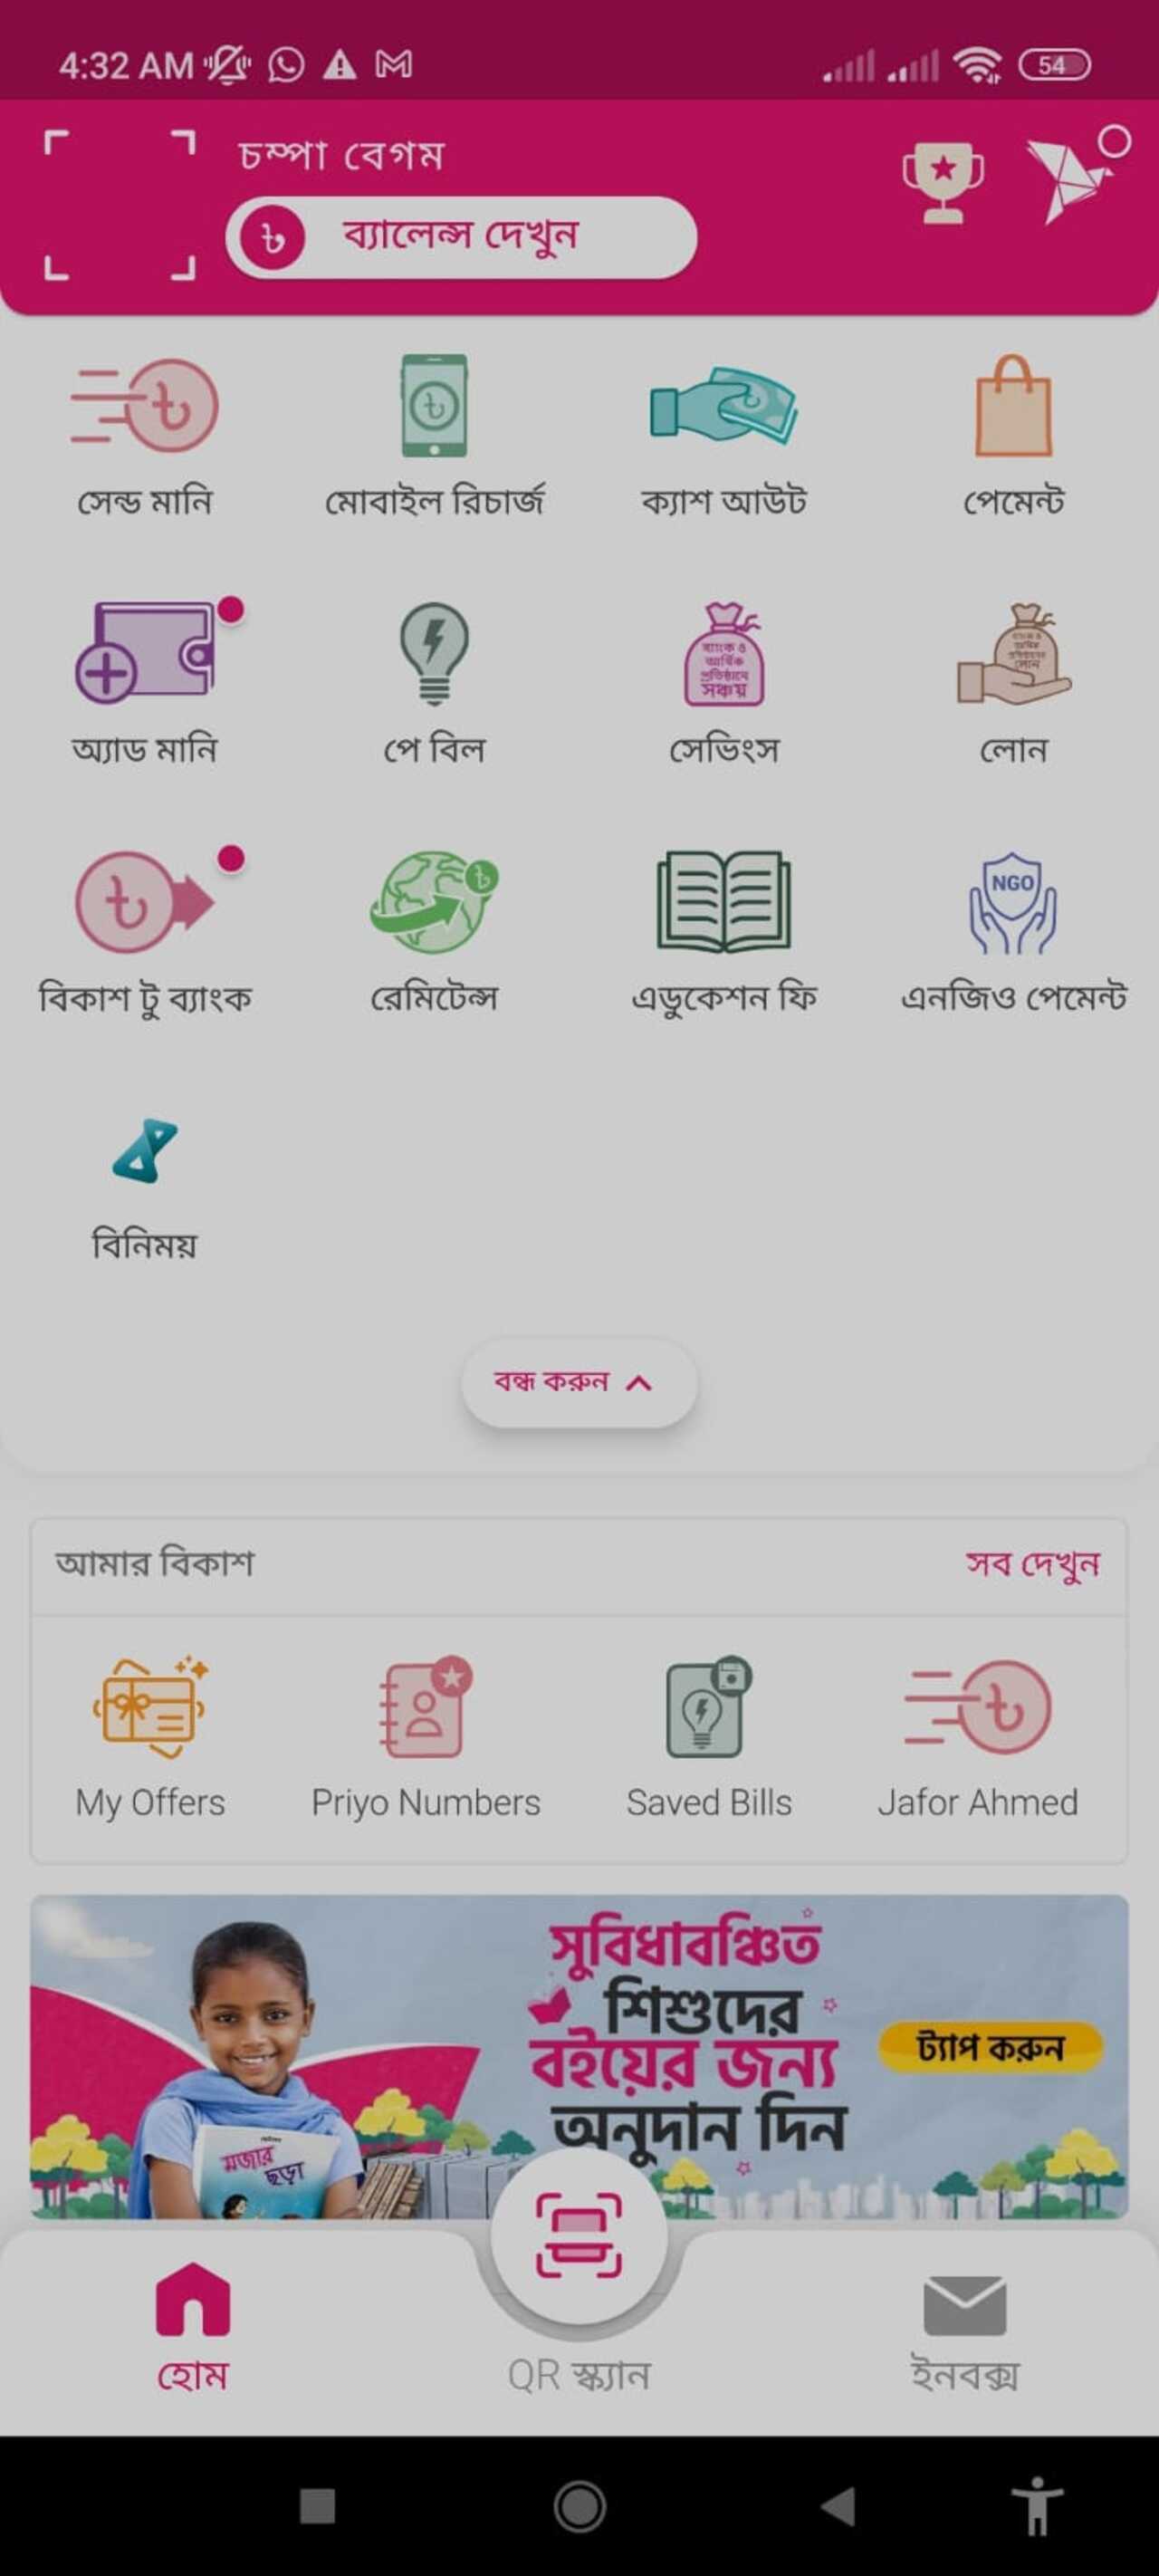 4:32 AM
54
চম্পা বেগম
ব্যালেন্স দেখুন
সেন্ড মানি
মোবাইল রিচার্জ
ক্যাশ আউট
পেমেন্ট
ব্যাংক ও
আর্থিক
প্রতিষ্ঠানে
সঞ্চয়
অ্যাড মানি
পে বিল
সেভিংস
লোন
NGO
বিকাশ টু ব্যাংক
রেমিটেন্স
এডুকেশন ফি
এনজিও পেমেন্ট
বিনিময়
বন্ধ করুন
আমার বিকাশ
সব দেখুন
My Offers
Priyo Numbers
Saved Bills
Jafor Ahmed
সুবিধাবঞ্চিত
শিশুদের
বইয়ের জন্য
অনুদান দিন
ট্যাপ করুন
মজার
ছড়া
হোম
QR স্ক্যান
ইনবক্স